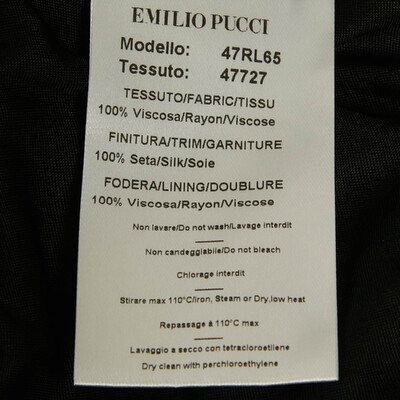 EMILIO PUCCI
Modello: 47RL65
Tessuto: 47727
TESSUTO/FABRIC/TISSU
100% Viscosa/Rayon/Viscose
FINITURA/TRIM/GARNITURE
100% Seta/Silk/Soie
FODERA/LINING/DOUBLURE
100% Viscosa/Rayon/Viscose
Non lavare/Do not wash/Lavage interdit
Non candeggiabile/Do not bleach
Chlorage interdit
Stirare max 110°C/Iron, Steam or Dry, low heat
Repassage à 110°C max
Lavaggio a secco con tetracloroetilene
Dry clean with perchloroethylene